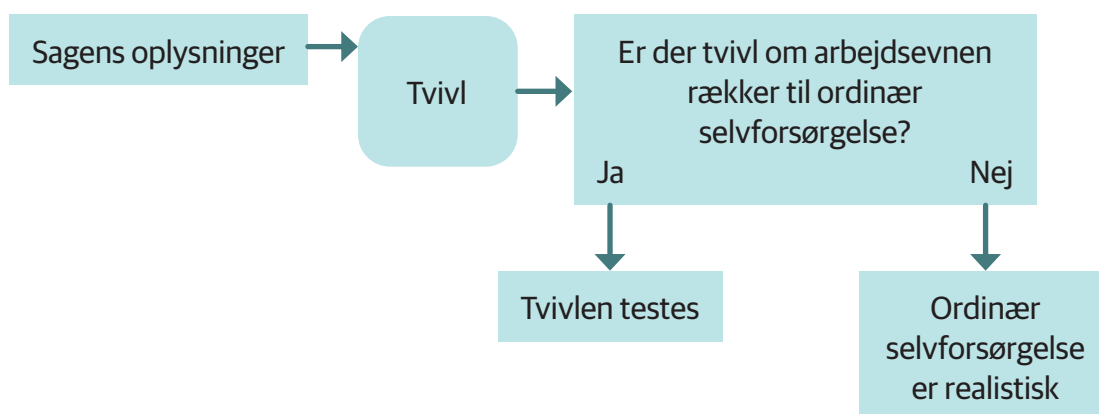 Sagens oplysninger
Tvivl
Er der tvivl om arbejdsevnen
rækker til ordinær
selvforsørgelse?
Ja
Nej
Tvivlen testes
Ordinær
selvforsørgelse
er realistisk